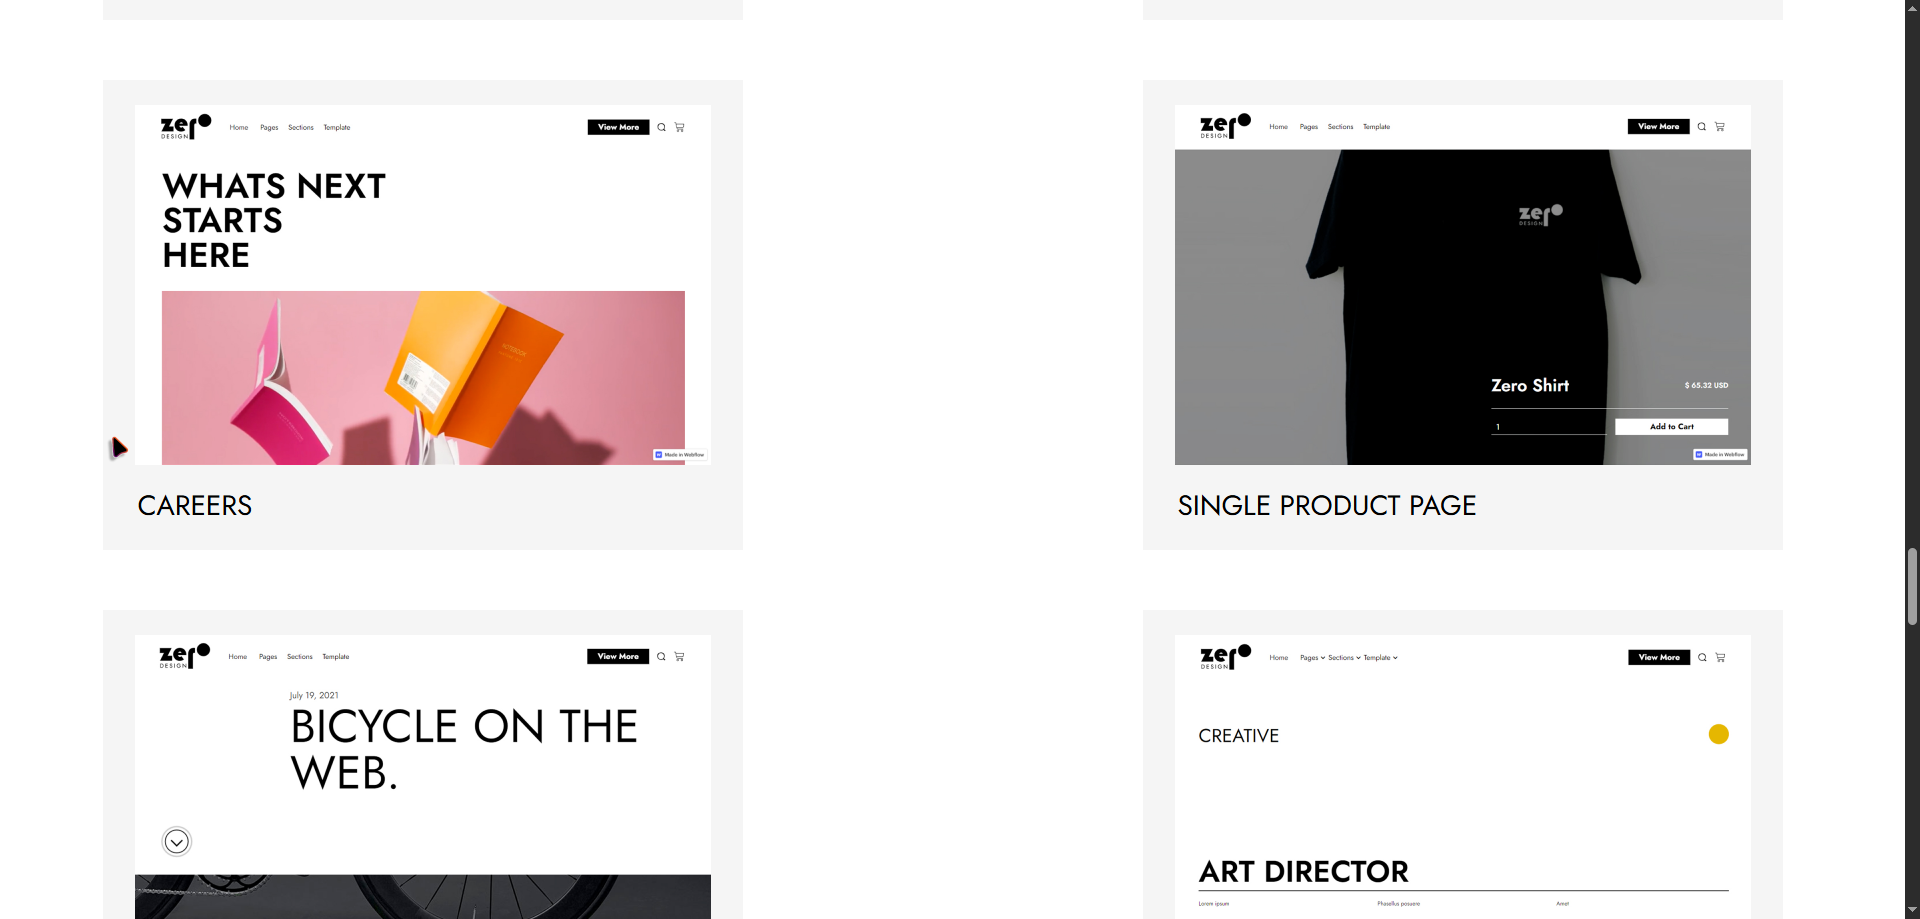 zero
DESIGN
Home Pages Sections Template
View More
WHATS NEXT
STARTS
HERE
NOTEBOOK
Made in Webflow
CAREERS
zero
DESIGN
Home Pages Sections Template
View More
zero
DESIGN
Zero Shirt
$ 65.32 USD
1
Add to Cart
Made in Webflow
SINGLE PRODUCT PAGE
zero
DESIGN
Home Pages Sections Template
View More
July 19, 2021
BICYCLE ON THE
WEB.
zero
DESIGN
Home Pages Sections Template
View More
CREATIVE
ART DIRECTOR
Lorem ipsum Phasellus posuere Amet